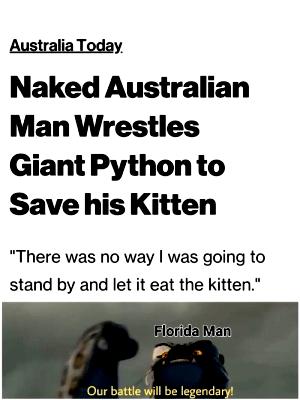 Australia Today
Naked Australian
Man Wrestles
Giant Python to
Save his Kitten
"There was no way I was going to
stand by and let it eat the kitten."
Florida Man
Our battle will be legendary!